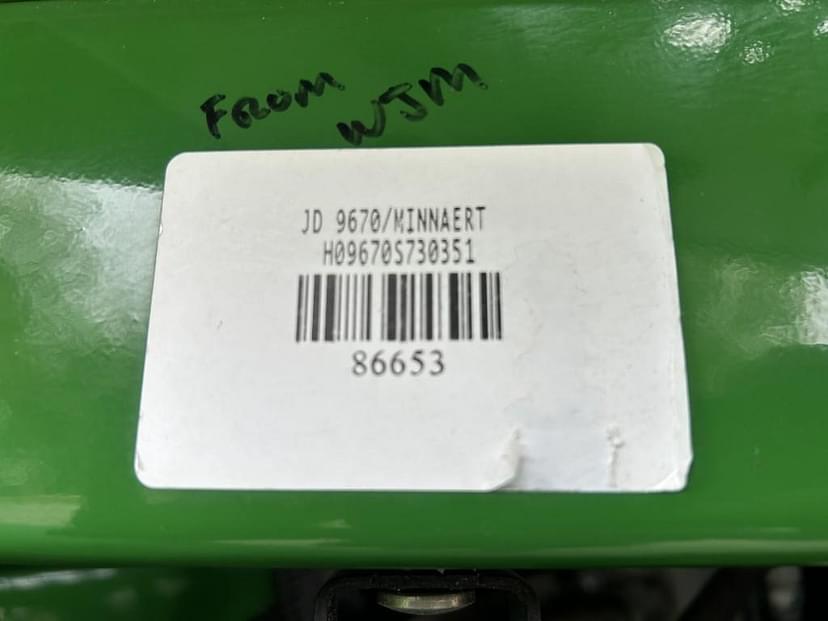 FROM WJM
JD 9670/MINNAERT
H09670S730351
86653